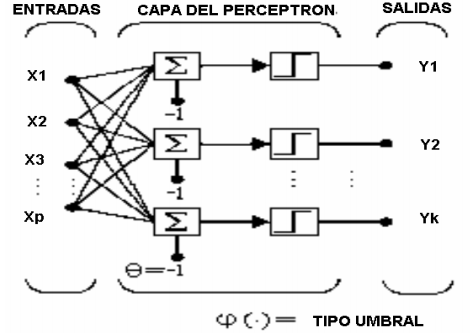 ENTRADAS CAPA DEL PERCEPTRON SALIDAS
X1 Σ Y1
-1
X2 Σ Y2
X3 -1
Xp Σ Yk
Θ=-1
φ(·)= TIPO UMBRAL